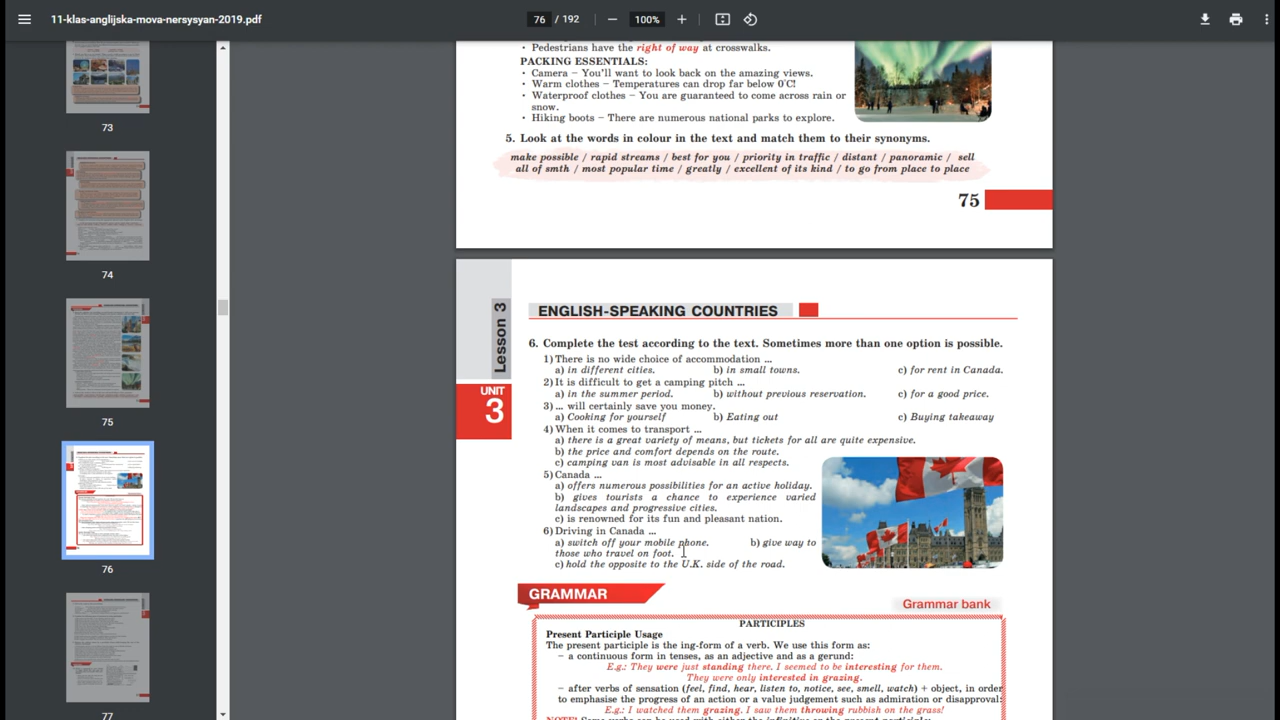 11-klas-anglijska-mova-nersysyan-2019.pdf
76 / 192
100%
73
74
75
76
77
• Pedestrians have the right of way at crosswalks.
PACKING ESSENTIALS:
• Camera – You'll want to look back on the amazing views.
• Warm clothes – Temperatures can drop far below 0°C!
• Waterproof clothes – You are guaranteed to come across rain or
snow.
• Hiking boots – There are numerous national parks to explore.
5. Look at the words in colour in the text and match them to their synonyms.
make possible / rapid streams / best for you / priority in traffic / distant / panoramic / sell
all of smth / most popular time / greatly / excellent of its kind / to go from place to place
75
Lesson 3
UNIT
3
ENGLISH-SPEAKING COUNTRIES
6. Complete the test according to the text. Sometimes more than one option is possible.
1) There is no wide choice of accommodation ...
a) in different cities. b) in small towns. c) for rent in Canada.
2) It is difficult to get a camping pitch ...
a) in the summer period. b) without previous reservation. c) for a good price.
3) ... will certainly save you money.
a) Cooking for yourself b) Eating out c) Buying takeaway
4) When it comes to transport ...
a) there is a great variety of means, but tickets for all are quite expensive.
b) the price and comfort depends on the route.
c) camping van is most advisable in all respects.
5) Canada ...
a) offers numerous possibilities for an active holiday.
b) gives tourists a chance to experience varied
landscapes and progressive cities.
c) is renowned for its fun and pleasant nation.
6) Driving in Canada ...
a) switch off your mobile phone. b) give way to
those who travel on foot.
c) hold the opposite to the U.K. side of the road.
GRAMMAR
Grammar bank
PARTICIPLES
Present Participle Usage
The present participle is the ing-form of a verb. We use this form as:
– a continuous form in tenses, as an adjective and as a gerund:
E.g.: They were just standing there, I seemed to be interesting for them.
They were only interested in grazing.
– after verbs of sensation (feel, find, hear, listen to, notice, see, smell, watch) + object, in order
to emphasise the progress of an action or a value judgement such as admiration or disapproval:
E.g.: I watched them grazing. I saw them throwing rubbish on the grass!
NOTE! Some verbs can be used with either the infinitive or the present participle